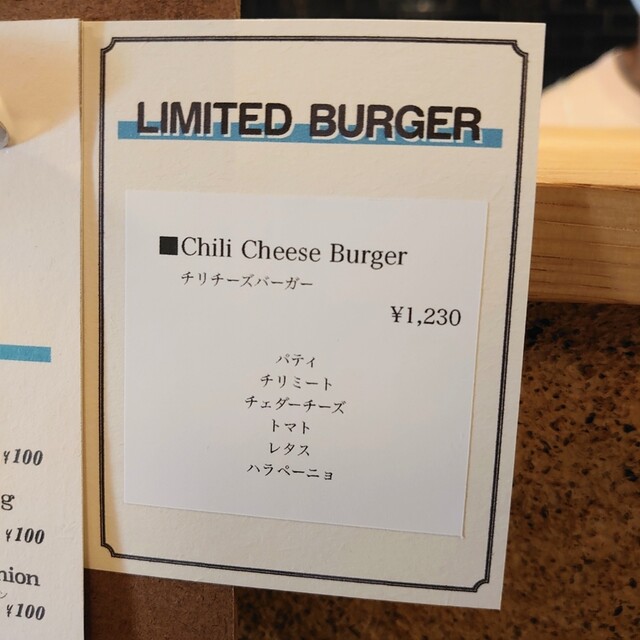 LIMITED BURGER
■Chili Cheese Burger
チリチーズバーガー
¥1,230
パティ
チリミート
チェダーチーズ
トマト
レタス
ハラペーニョ
¥100
¥100
¥100